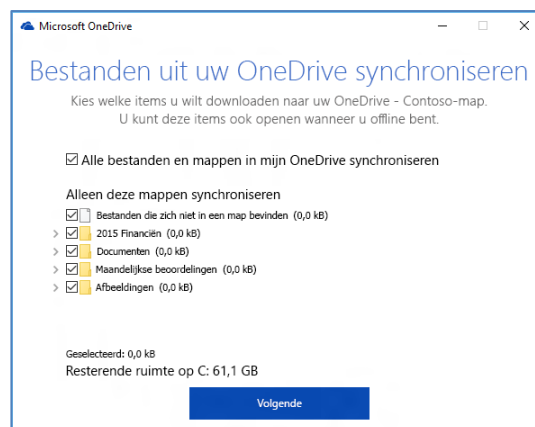 Microsoft OneDrive
Bestanden uit uw OneDrive synchroniseren
Kies welke items u wilt downloaden naar uw OneDrive - Contoso-map.
U kunt deze items ook openen wanneer u offline bent.
Alle bestanden en mappen in mijn OneDrive synchroniseren
Alleen deze mappen synchroniseren
Bestanden die zich niet in een map bevinden (0,0 kB)
2015 Financiën (0,0 kB)
Documenten (0,0 kB)
Maandelijkse beoordelingen (0,0 kB)
Afbeeldingen (0,0 kB)
Geselecteerd: 0,0 kB
Resterende ruimte op C: 61,1 GB
Volgende